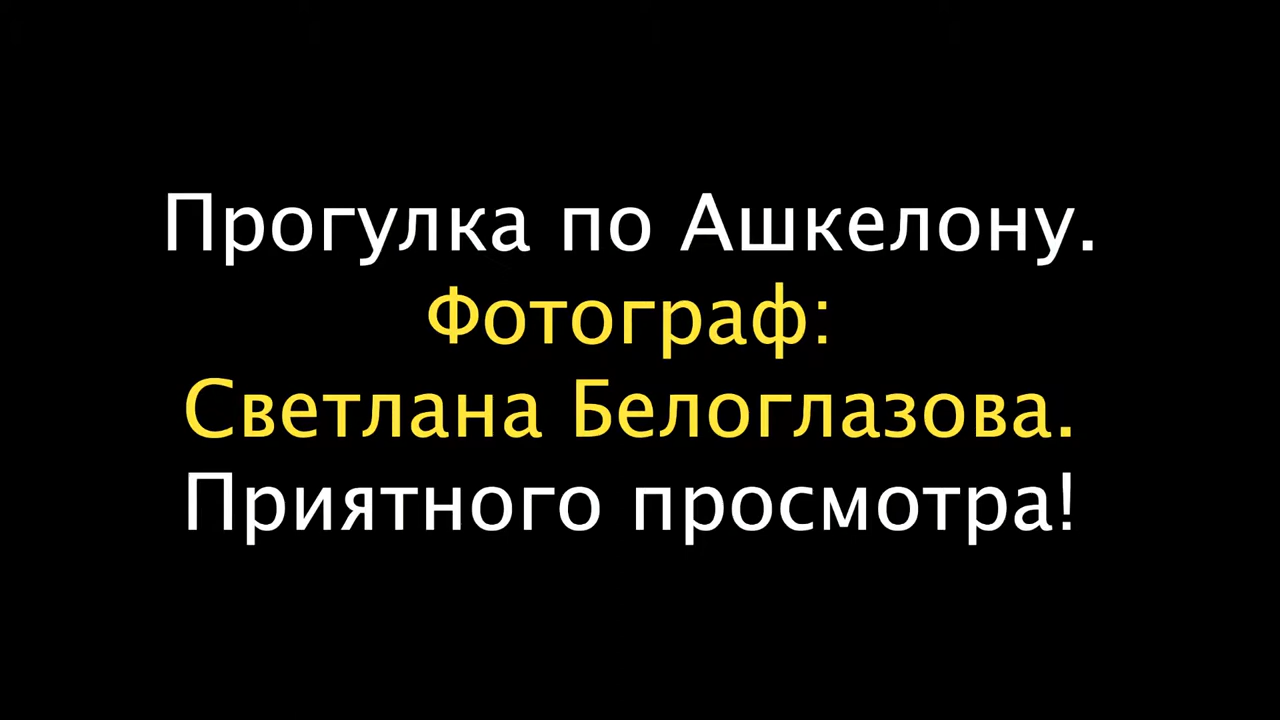 Прогулка по Ашкелону.
Фотограф:
Светлана Белоглазова.
Приятного просмотра!